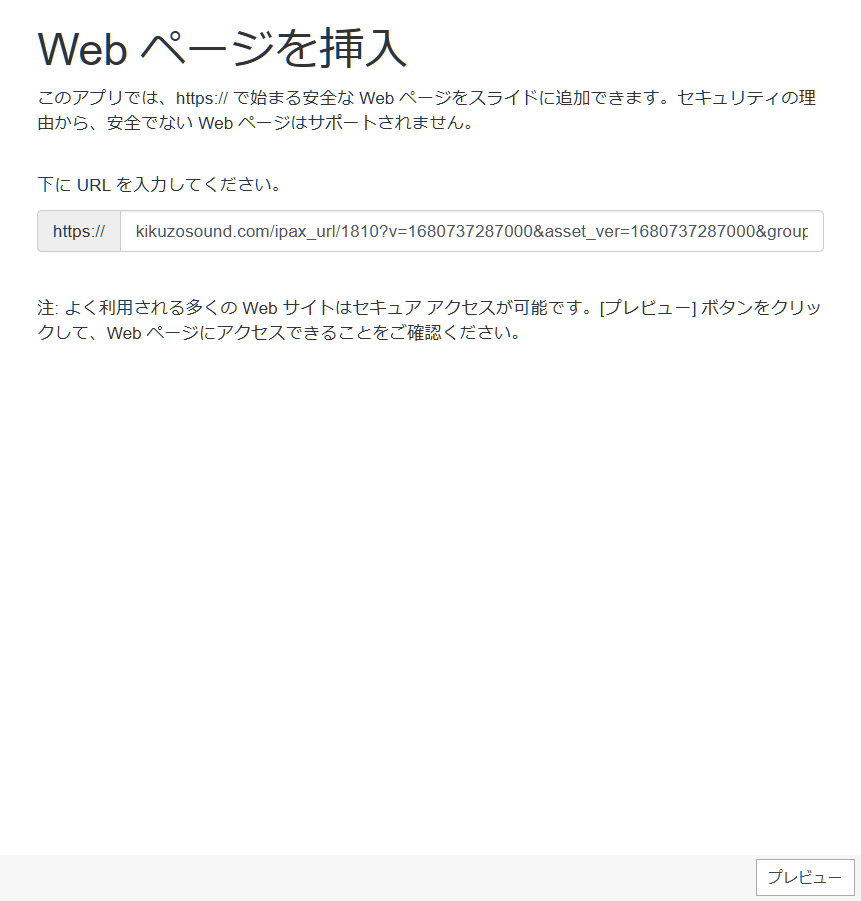 Web ページを挿入
このアプリでは、https:// で始まる安全な Web ページをスライドに追加できます。セキュリティの理
由から、安全でない Web ページはサポートされません。
下に URL を入力してください。
https:// kikuzosound.com/ipax_url/1810?v=1680737287000&asset_ver=1680737287000&group
注: よく利用される多くの Web サイトはセキュア アクセスが可能です。[プレビュー] ボタンをクリッ
クして、Web ページにアクセスできることをご確認ください。
プレビュー